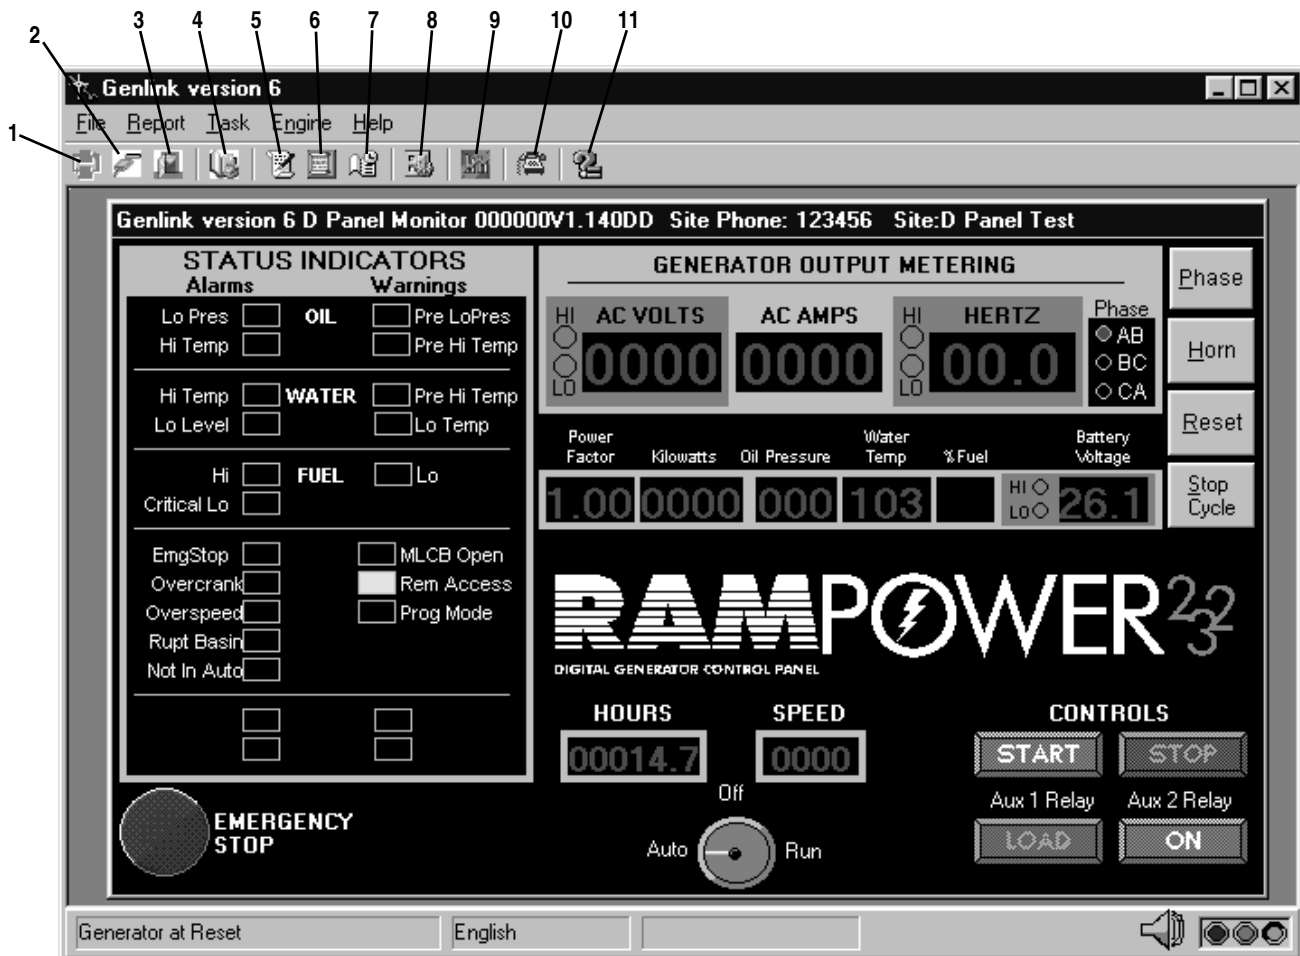 1 2 3 4 5 6 7 8 9 10 11
Genlink version 6
File Report Task Engine Help
Genlink version 6 D Panel Monitor 000000V1.140DD Site Phone: 123456 Site:D Panel Test
STATUS INDICATORS
Alarms Warnings
Lo Pres OIL Pre LoPres
Hi Temp Pre Hi Temp
Hi Temp WATER Pre Hi Temp
Lo Level Lo Temp
Hi FUEL Lo
Critical Lo
EmgStop MLCB Open
Overcrank Rem Access
Overspeed Prog Mode
Rupt Basin
Not In Auto
EMERGENCY
STOP
GENERATOR OUTPUT METERING
HI AC VOLTS AC AMPS HI HERTZ Phase
0000 0000 00.0 AB
BC
LO LO CA
Power
Factor Kilowatts Oil Pressure Water
Temp %Fuel Battery
Voltage
1.00 0000 000 103 HI
LO 26.1
Phase
Horn
Reset
Stop
Cycle
RAMPOWER 2322
DIGITAL GENERATOR CONTROL PANEL
HOURS SPEED CONTROLS
00014.7 0000 START STOP
Off
Aux 1 Relay Aux 2 Relay
Auto Run LOAD ON
Generator at Reset English